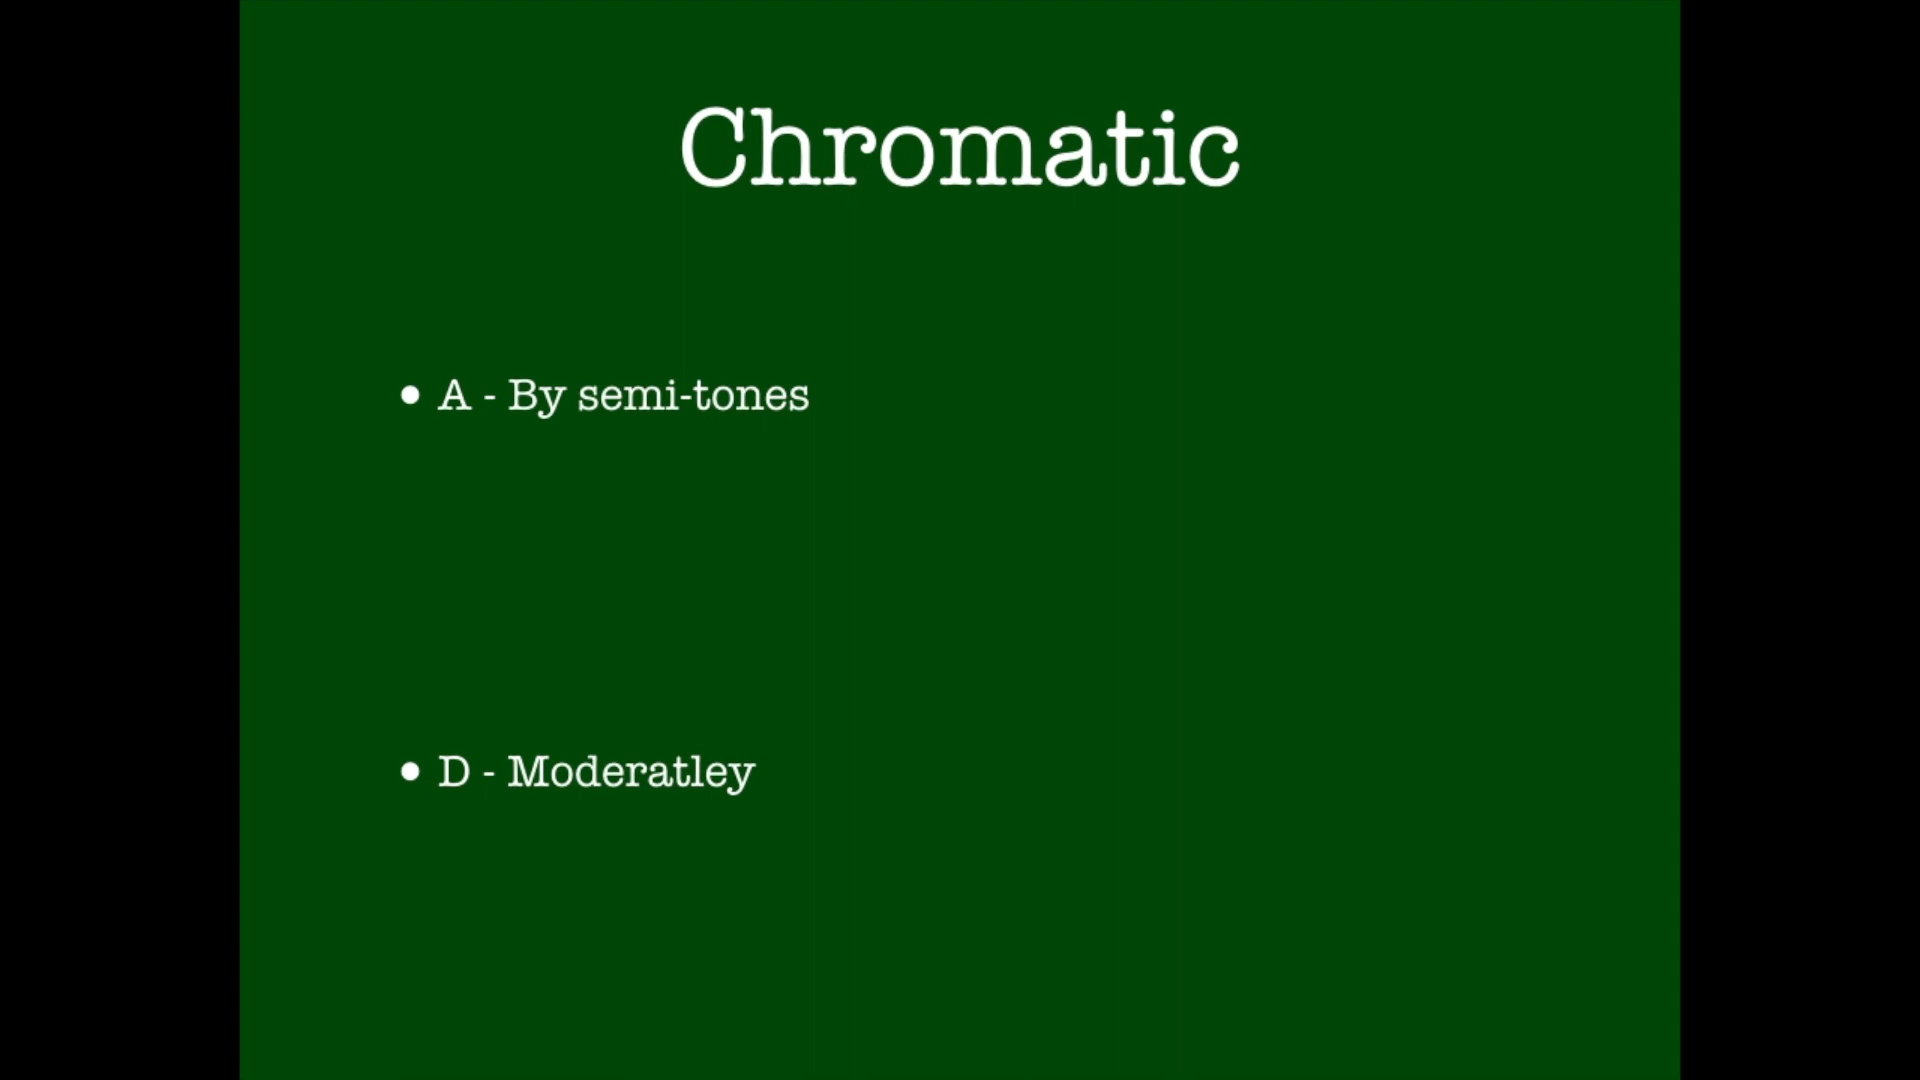 Chromatic
• A - By semi-tones
• D - Moderatley